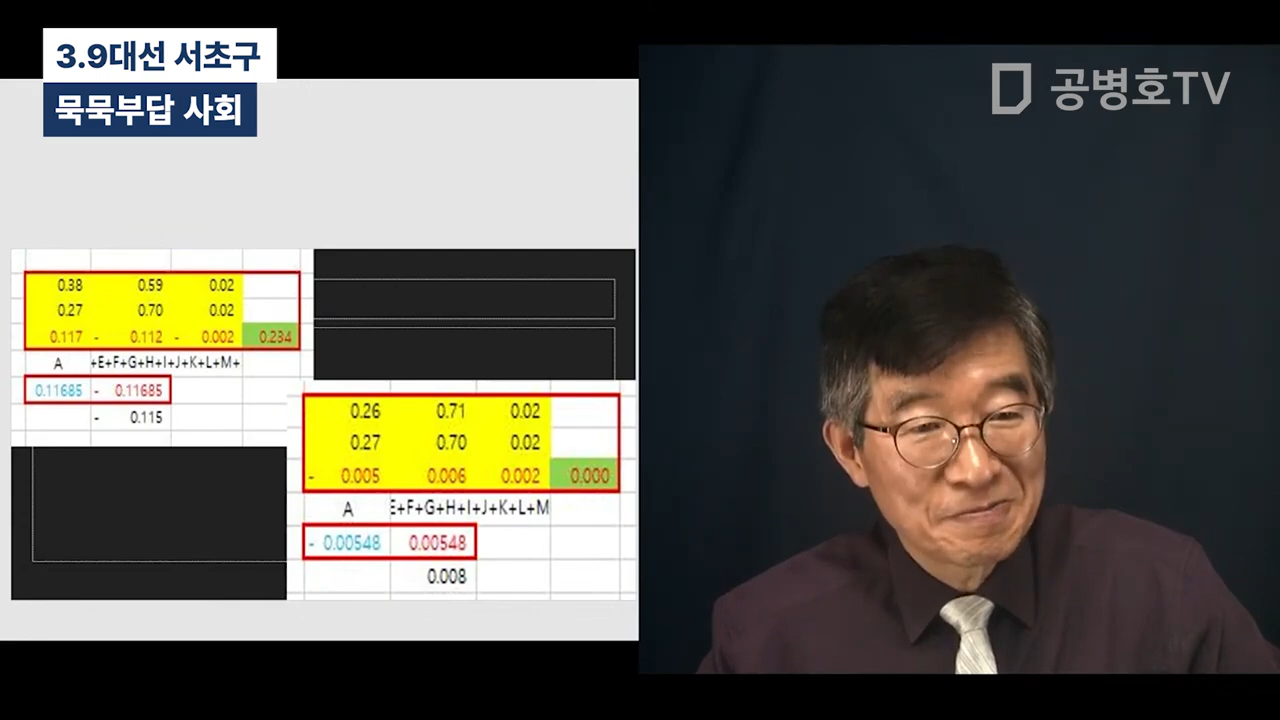 3.9대선 서초구
묵묵부답 사회
공병호TV
0.38 0.59 0.02
0.27 0.70 0.02
0.117 - 0.112 - 0.002 0.234
A +E+F+G+H+I+J+K+L+M+
0.11685 - 0.11685
- 0.115
0.26 0.71 0.02
0.27 0.70 0.02
- 0.005 0.006 0.002 0.000
A E+F+G+H+I+J+K+L+M
- 0.00548 0.00548
0.008